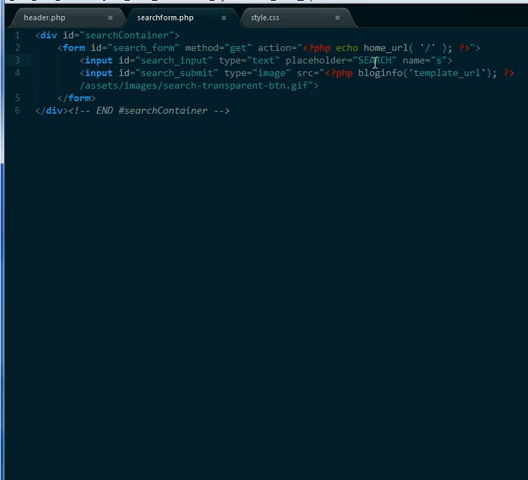 header.php × searchform.php × style.css ×
1 <div id="searchContainer">
2 <form id="search_form" method="get" action="<?php echo home_url( '/' ); ?>">
3 <input id="search_input" type="text" placeholder="SEARCH" name="s">
4 <input id="search_submit" type="image" src="<?php bloginfo('template_url'); ?>
/assets/images/search-transparent-btn.gif">
5 </form>
6 </div><!-- END #searchContainer -->